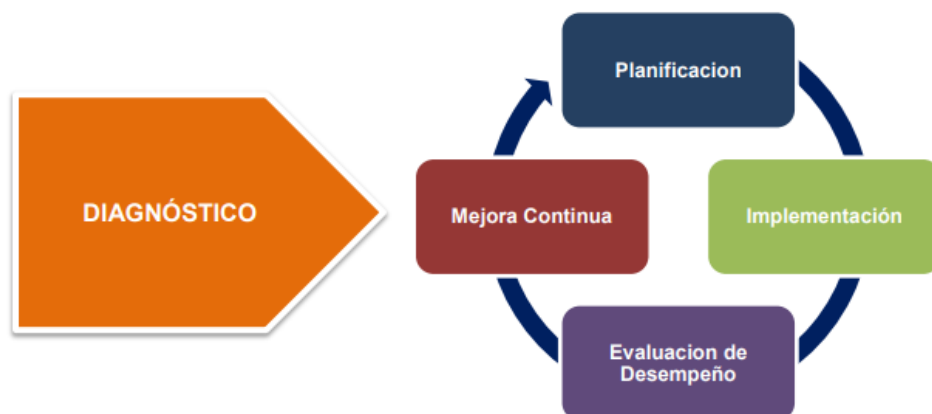 DIAGNÓSTICO
Planificacion
Implementación
Evaluacion de
Desempeño
Mejora Continua